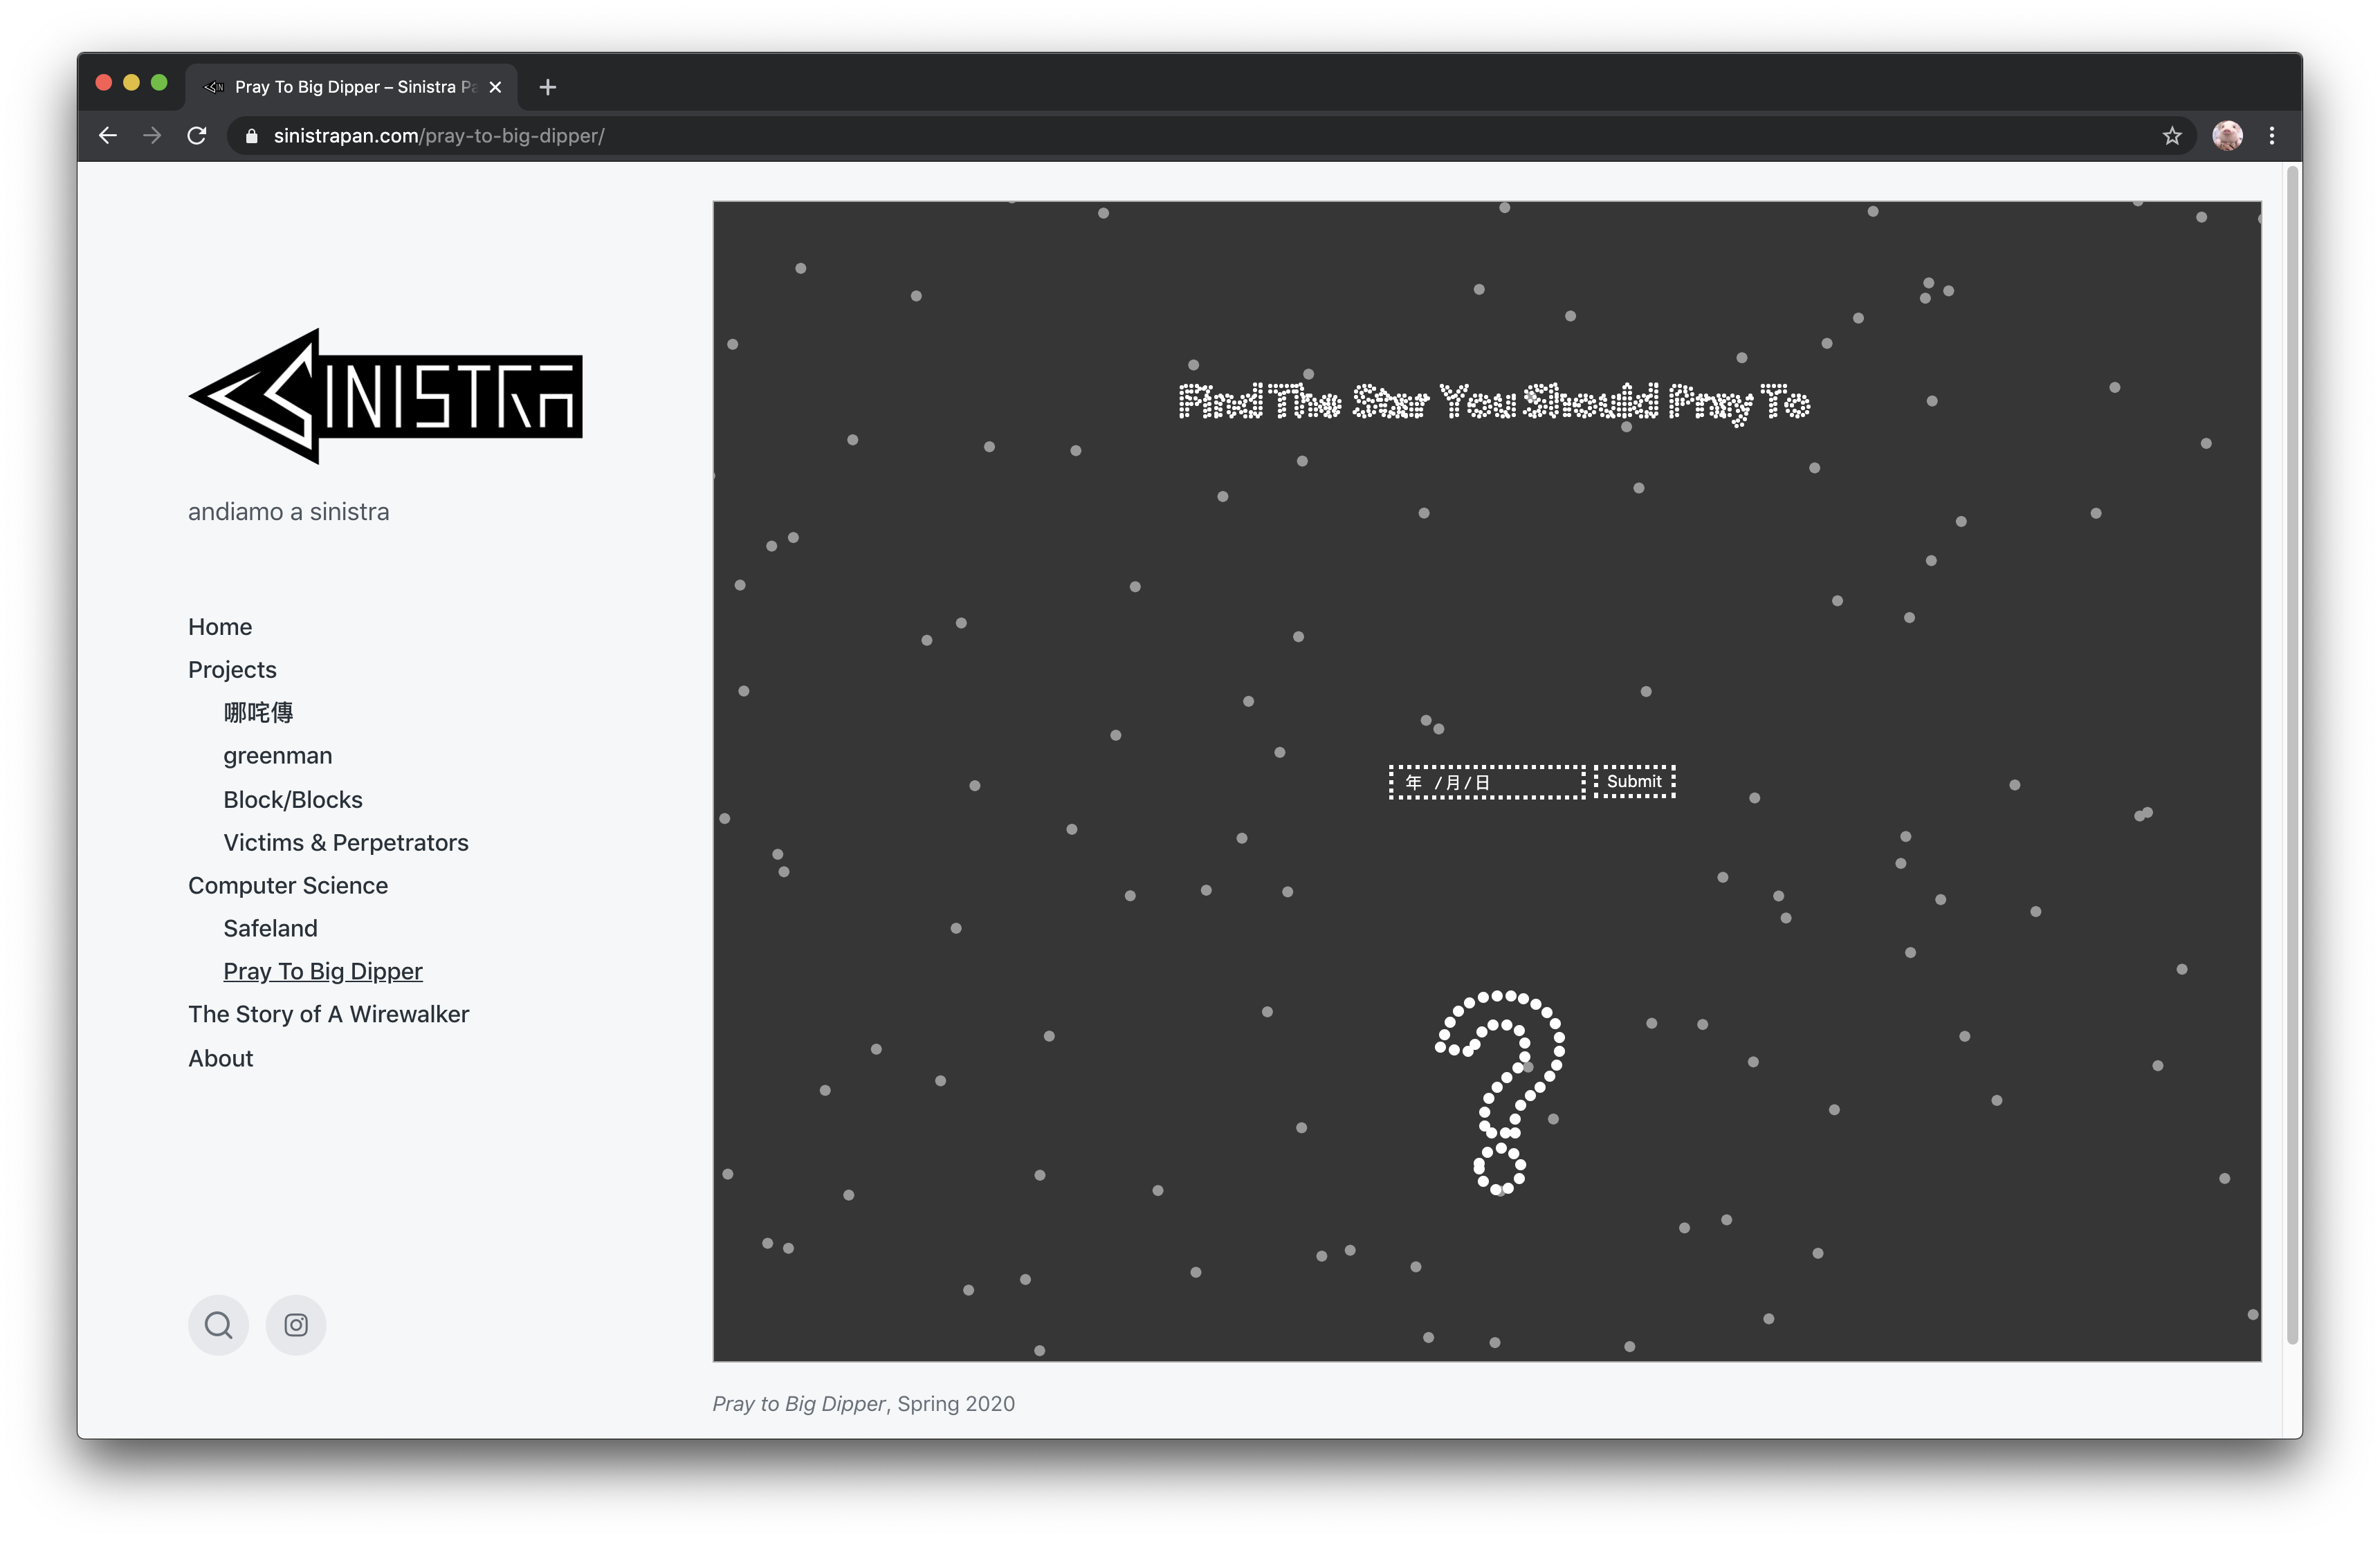 Pray To Big Dipper – Sinistra Pa
sinistrapan.com/pray-to-big-dipper/
SINISTRA
andiamo a sinistra
Home
Projects
哪吒傳
greenman
Block/Blocks
Victims & Perpetrators
Computer Science
Safeland
Pray To Big Dipper
The Story of A Wirewalker
About
Find The Star You Should Pray To
年 /月/日
Submit
?
Pray to Big Dipper, Spring 2020